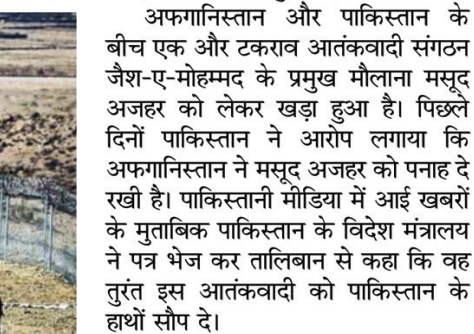 अफगानिस्तान और पाकिस्तान के
बीच एक और टकराव आतंकवादी संगठन
जैश-ए-मोहम्मद के प्रमुख मौलाना मसूद
अजहर को लेकर खड़ा हुआ है। पिछले
दिनों पाकिस्तान ने आरोप लगाया कि
अफगानिस्तान ने मसूद अजहर को पनाह दे
रखी है। पाकिस्तानी मीडिया में आई खबरों
के मुताबिक पाकिस्तान के विदेश मंत्रालय
ने पत्र भेज कर तालिबान से कहा कि वह
तुरंत इस आतंकवादी को पाकिस्तान के
हाथों सौप दे।